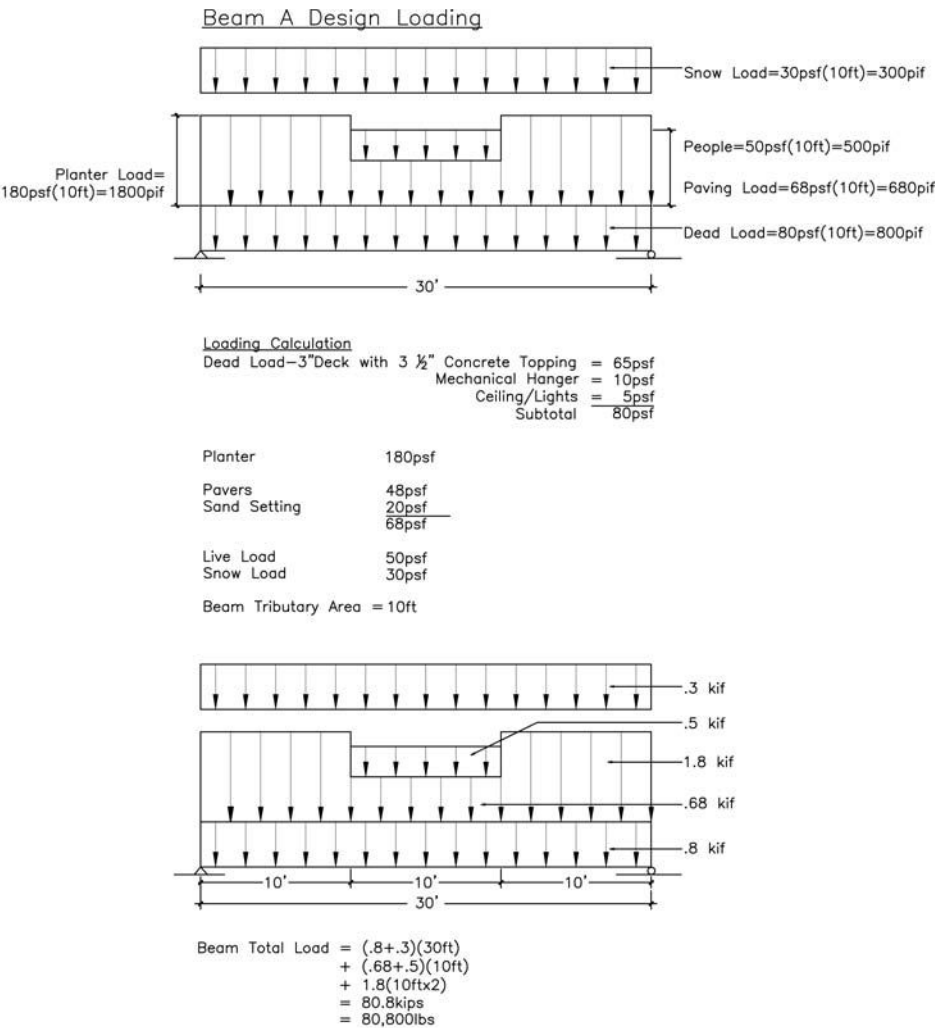 Beam A Design Loading
Snow Load=30psf(10ft)=300pif
People=50psf(10ft)=500pif
Planter Load=
180psf(10ft)=1800pif
Paving Load=68psf(10ft)=680pif
Dead Load=80psf(10ft)=800pif
30'
Loading Calculation
Dead Load-3"Deck with 3 ½" Concrete Topping = 65psf
Mechanical Hanger = 10psf
Ceiling/Lights = 5psf
Subtotal 80psf
Planter 180psf
Pavers 48psf
Sand Setting 20psf
68psf
Live Load 50psf
Snow Load 30psf
Beam Tributary Area = 10ft
.3 kif
.5 kif
1.8 kif
.68 kif
.8 kif
10' 10' 10'
30'
Beam Total Load = (.8+.3)(30ft)
+ (.68+.5)(10ft)
+ 1.8(10ftx2)
= 80.8kips
= 80,800lbs